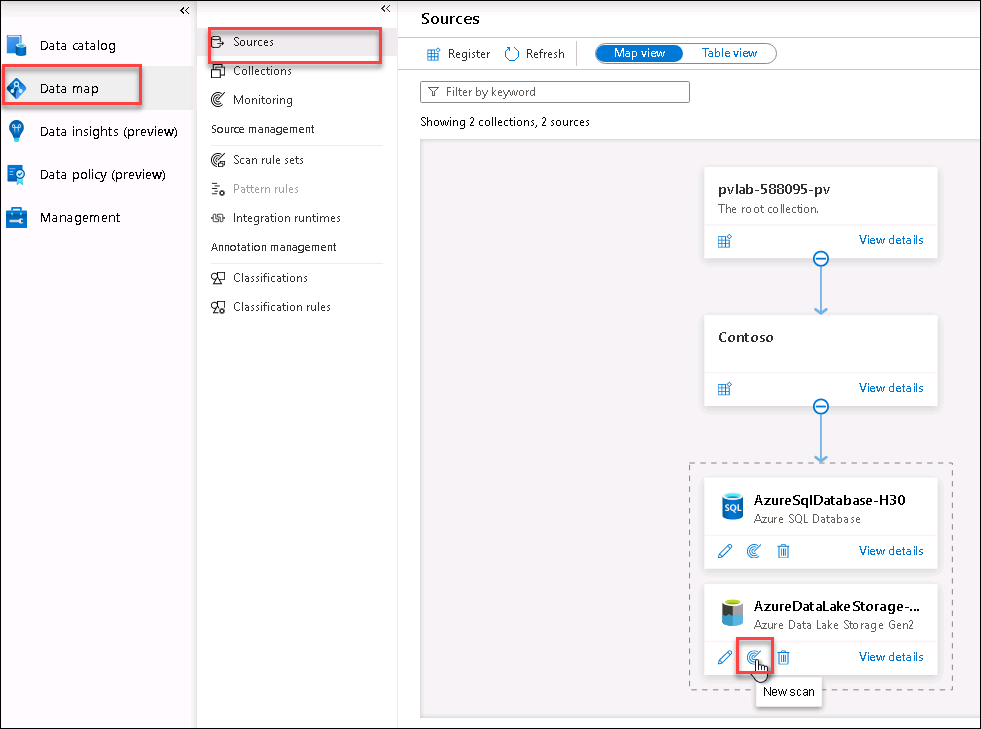 Data catalog
Data map
Data insights (preview)
Data policy (preview)
Management
Sources
Collections
Monitoring
Source management
Scan rule sets
Pattern rules
Integration runtimes
Annotation management
Classifications
Classification rules
Sources
Register Refresh Map view Table view
Filter by keyword
Showing 2 collections, 2 sources
pvlab-588095-pv
The root collection.
View details
Contoso
View details
SQL
AzureSqlDatabase-H30
Azure SQL Database
View details
AzureDataLakeStorage-...
Azure Data Lake Storage Gen2
View details
New scan